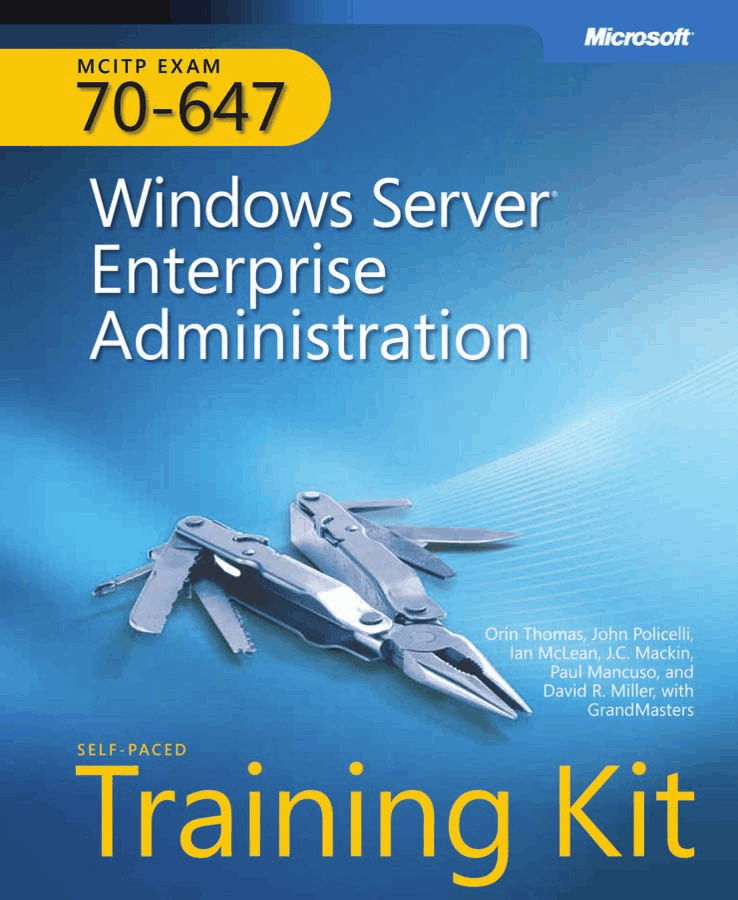 Microsoft®
MCITP EXAM
70-647
Windows Server®
Enterprise
Administration
Orin Thomas, John Policelli,
Ian McLean, J.C. Mackin,
Paul Mancuso, and
David R. Miller, with
GrandMasters
SELF-PACED
Training Kit